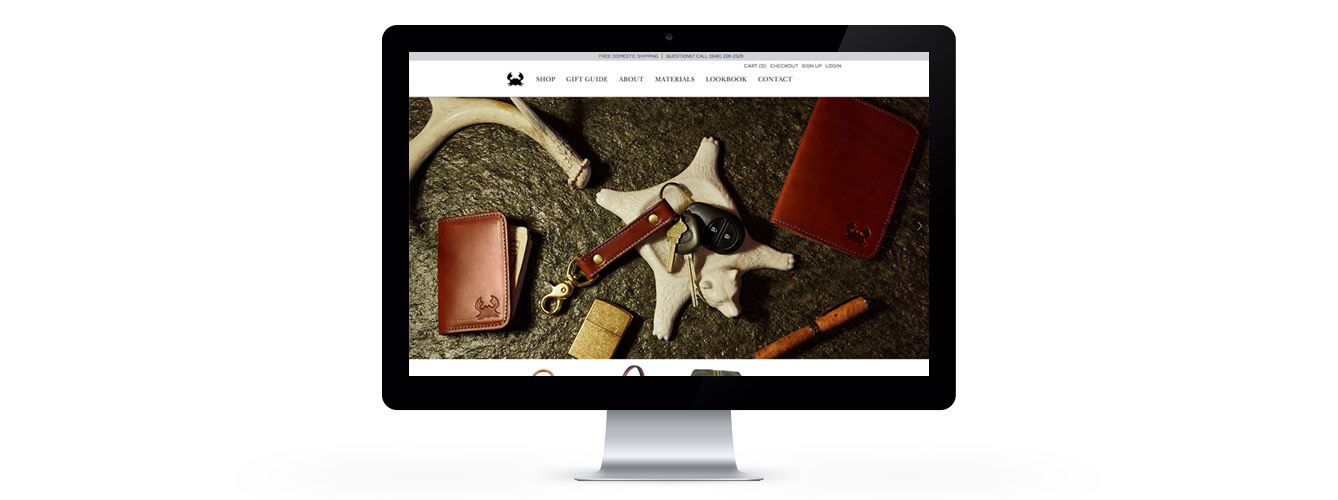 FREE DOMESTIC SHIPPING | QUESTIONS? CALL (646) 226-2529
CART (0) CHECKOUT SIGN UP LOGIN
SHOP GIFT GUIDE ABOUT MATERIALS LOOKBOOK CONTACT